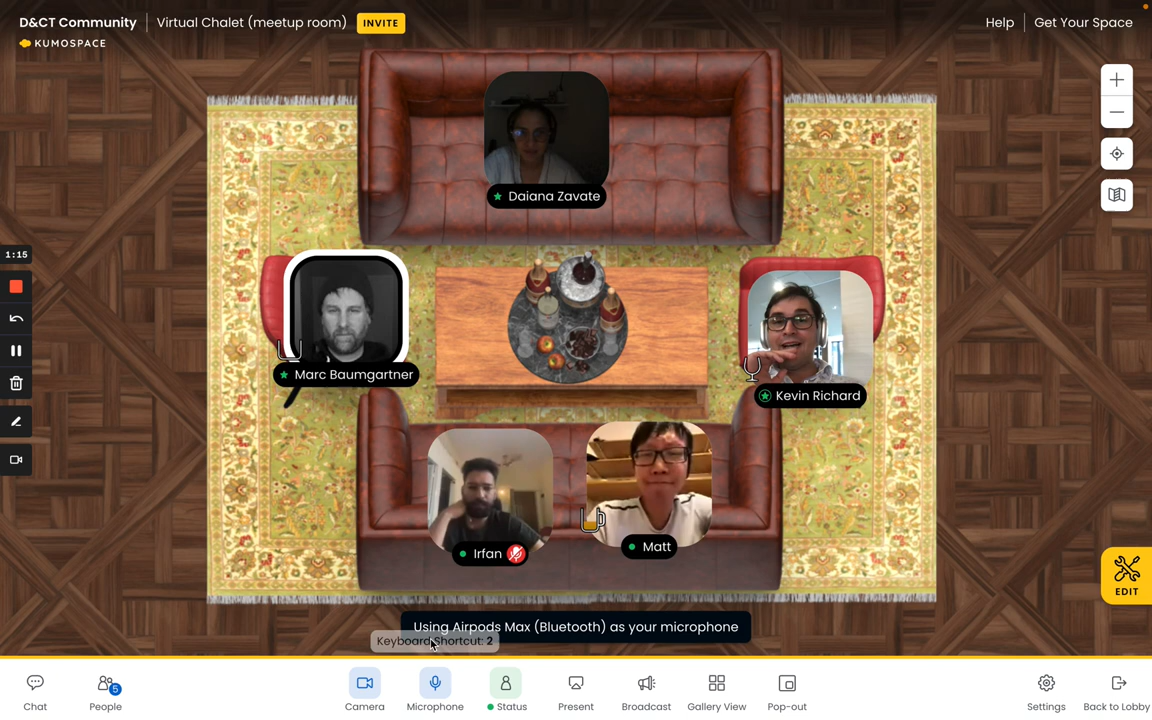 D&CT Community
Virtual Chalet (meetup room)
INVITE
Help
Get Your Space
KUMOSPACE
Daiana Zavate
1:15
Marc Baumgartner
Kevin Richard
Irfan
Matt
EDIT
Using Airpods Max (Bluetooth) as your microphone
Keyboard Shortcut: 2
5
Chat
People
Camera
Microphone
Status
Present
Broadcast
Gallery View
Pop-out
Settings
Back to Lobby